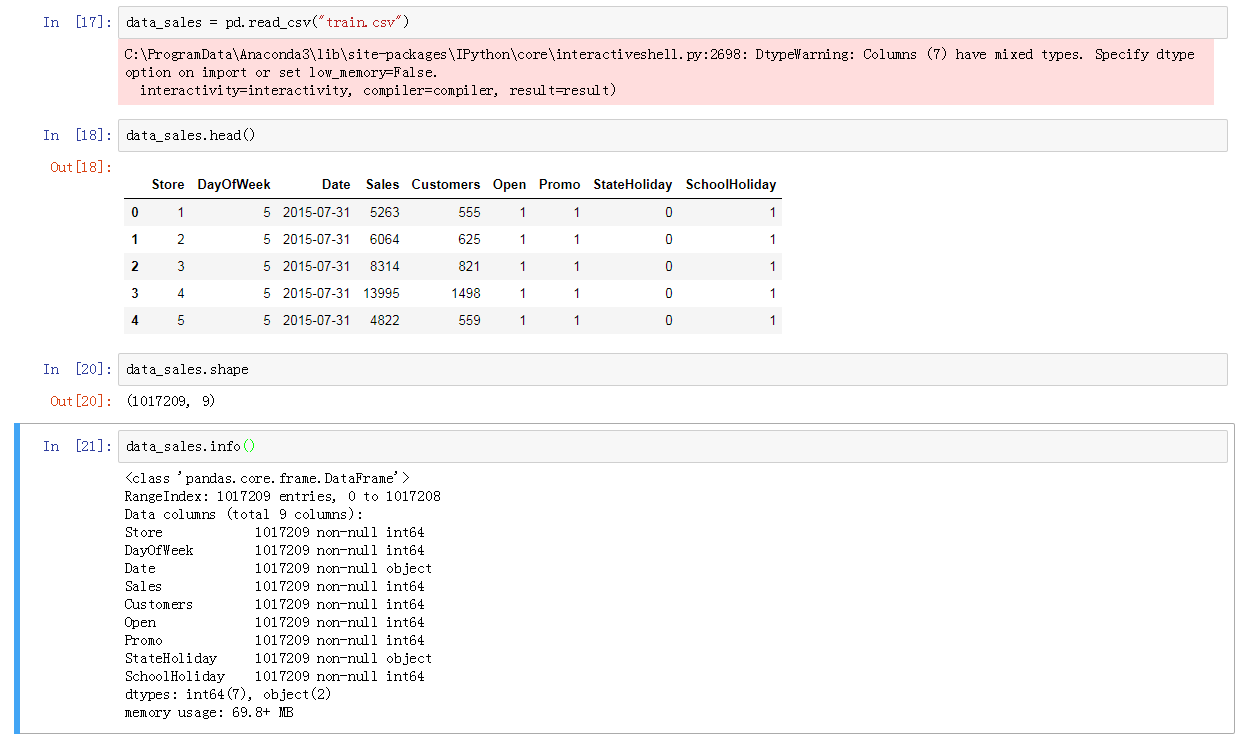 In [17]: data_sales = pd.read_csv("train.csv")
C:\ProgramData\Anaconda3\lib\site-packages\IPython\core\interactiveshell.py:2698: DtypeWarning: Columns (7) have mixed types. Specify dtype
option on import or set low_memory=False.
interactivity=interactivity, compiler=compiler, result=result)
In [18]: data_sales.head()
Out[18]:
Store DayOfWeek Date Sales Customers Open Promo StateHoliday SchoolHoliday
0 1 5 2015-07-31 5263 555 1 1 0 1
1 2 5 2015-07-31 6064 625 1 1 0 1
2 3 5 2015-07-31 8314 821 1 1 0 1
3 4 5 2015-07-31 13995 1498 1 1 0 1
4 5 5 2015-07-31 4822 559 1 1 0 1
In [20]: data_sales.shape
Out[20]: (1017209, 9)
In [21]: data_sales.info()
<class 'pandas.core.frame.DataFrame'>
RangeIndex: 1017209 entries, 0 to 1017208
Data columns (total 9 columns):
Store 1017209 non-null int64
DayOfWeek 1017209 non-null int64
Date 1017209 non-null object
Sales 1017209 non-null int64
Customers 1017209 non-null int64
Open 1017209 non-null int64
Promo 1017209 non-null int64
StateHoliday 1017209 non-null object
SchoolHoliday 1017209 non-null int64
dtypes: int64(7), object(2)
memory usage: 69.8+ MB